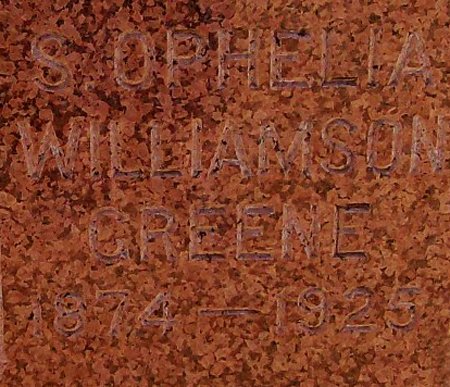 S. OPHELIA
WILLIAMSON
GREENE
1874 — 1925